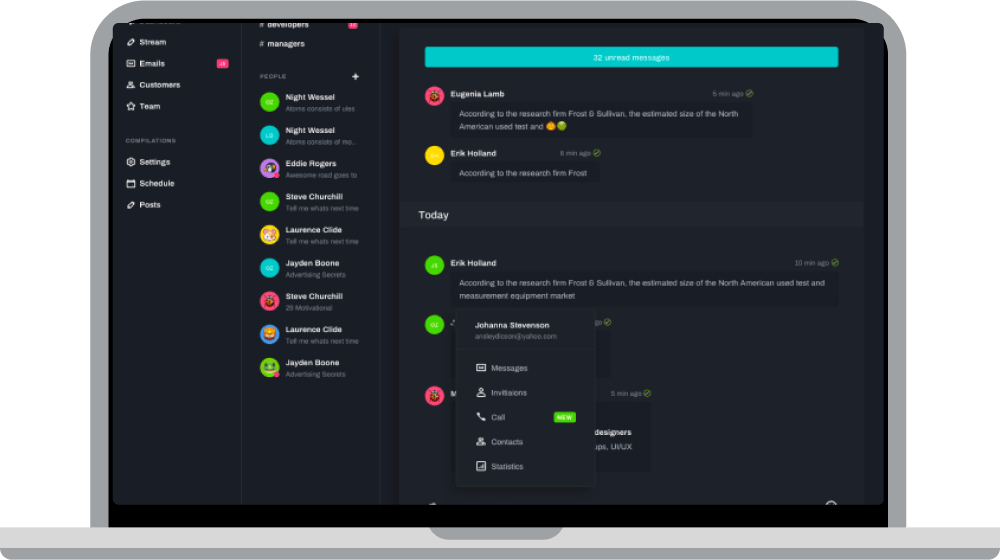 Stream
Emails
Customers
Team
COMPILATIONS
Settings
Schedule
Posts
# developers
# managers
PEOPLE
+
Night Wessel
Atoms consists of ules
Night Wessel
Atoms consists of mo...
Eddie Rogers
Awesome road goes to
Steve Churchill
Tell me whats next time
Laurence Clide
Tell me whats next time
Jayden Boone
Advertising Secrets
Steve Churchill
29 Motivational
Laurence Clide
Tell me whats next time
Jayden Boone
Advertising Secrets
32 unread messages
Eugenia Lamb
5 min ago
According to the research firm Frost & Sullivan, the estimated size of the North
American used test and 
Erik Holland
6 min ago
According to the research firm Frost
Today
Erik Holland
10 min ago
According to the research firm Frost & Sullivan, the estimated size of the North American used test and
measurement equipment market
OZ
Johanna Stevenson
ansleydicson@yahoo.com
Messages
Invitiaions
Call
NEW
Contacts
Statistics
5 min ago
designers
ups, UI/UX